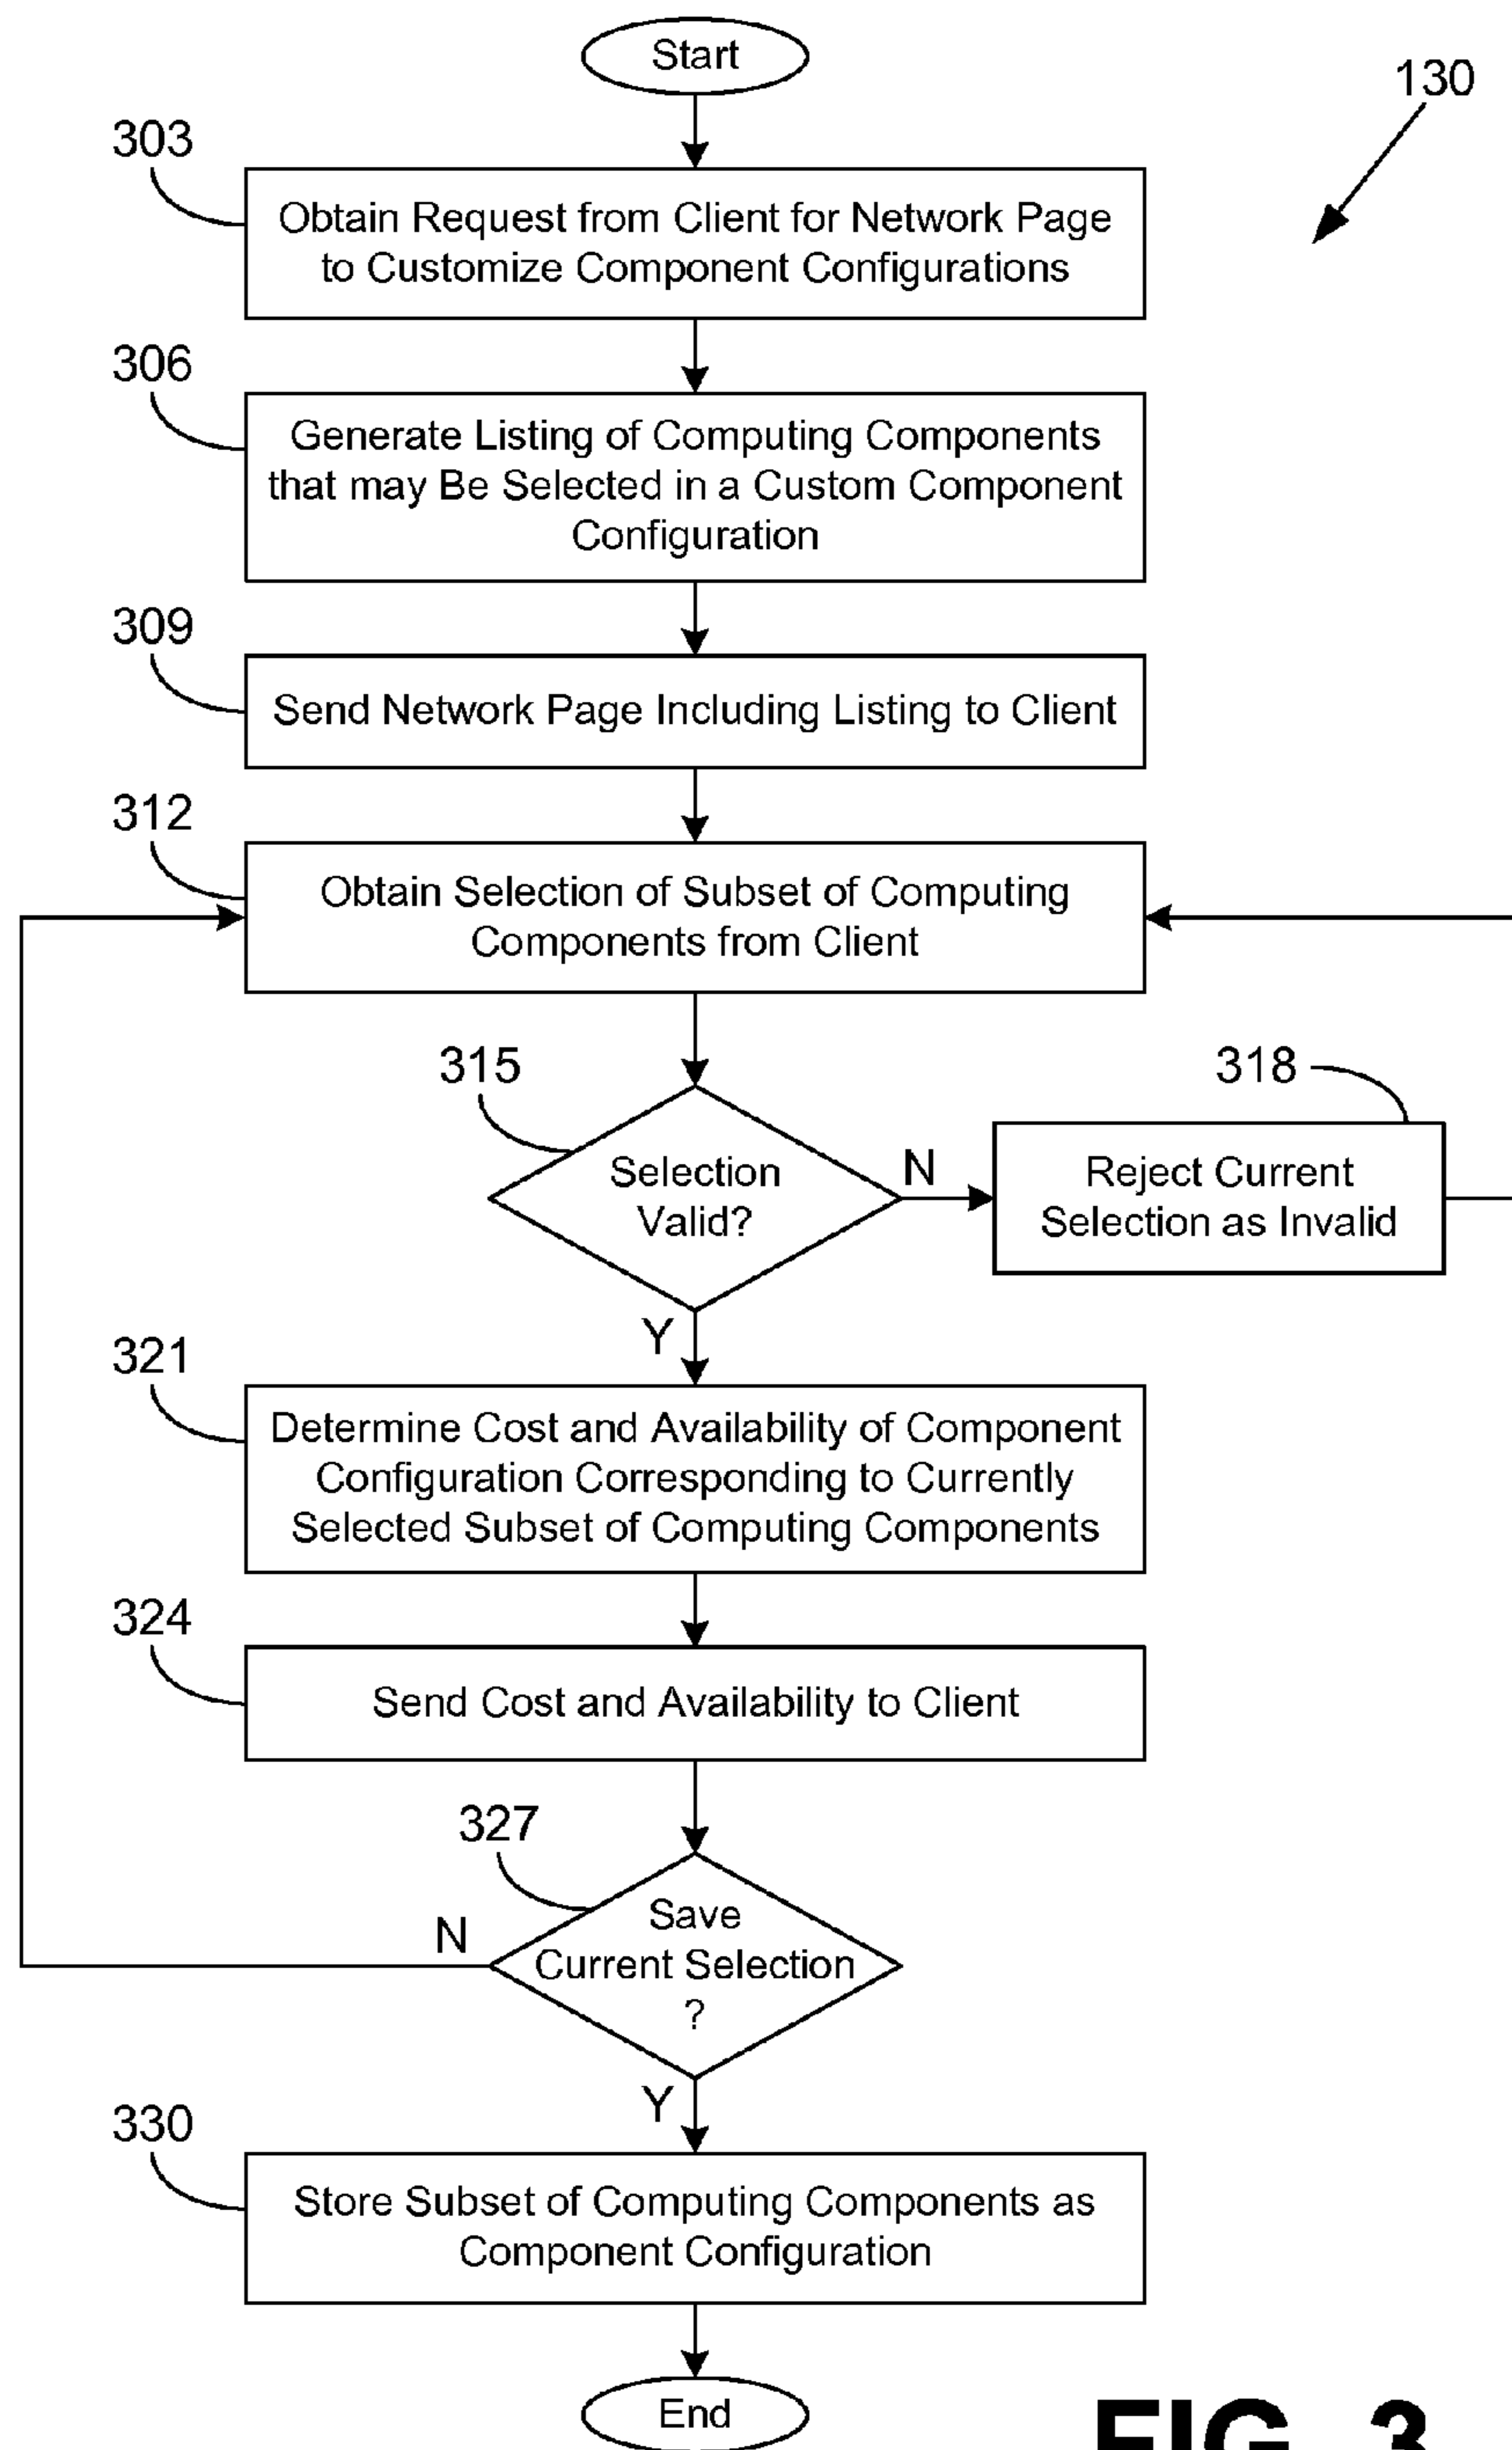 Start
130
303
Obtain Request from Client for Network Page
to Customize Component Configurations
306
Generate Listing of Computing Components
that may Be Selected in a Custom Component
Configuration
309
Send Network Page Including Listing to Client
312
Obtain Selection of Subset of Computing
Components from Client
315
Selection
Valid?
N
318
Reject Current
Selection as Invalid
Y
321
Determine Cost and Availability of Component
Configuration Corresponding to Currently
Selected Subset of Computing Components
324
Send Cost and Availability to Client
327
Save
Current Selection
?
N
Y
330
Store Subset of Computing Components as
Component Configuration
End
FIG. 3